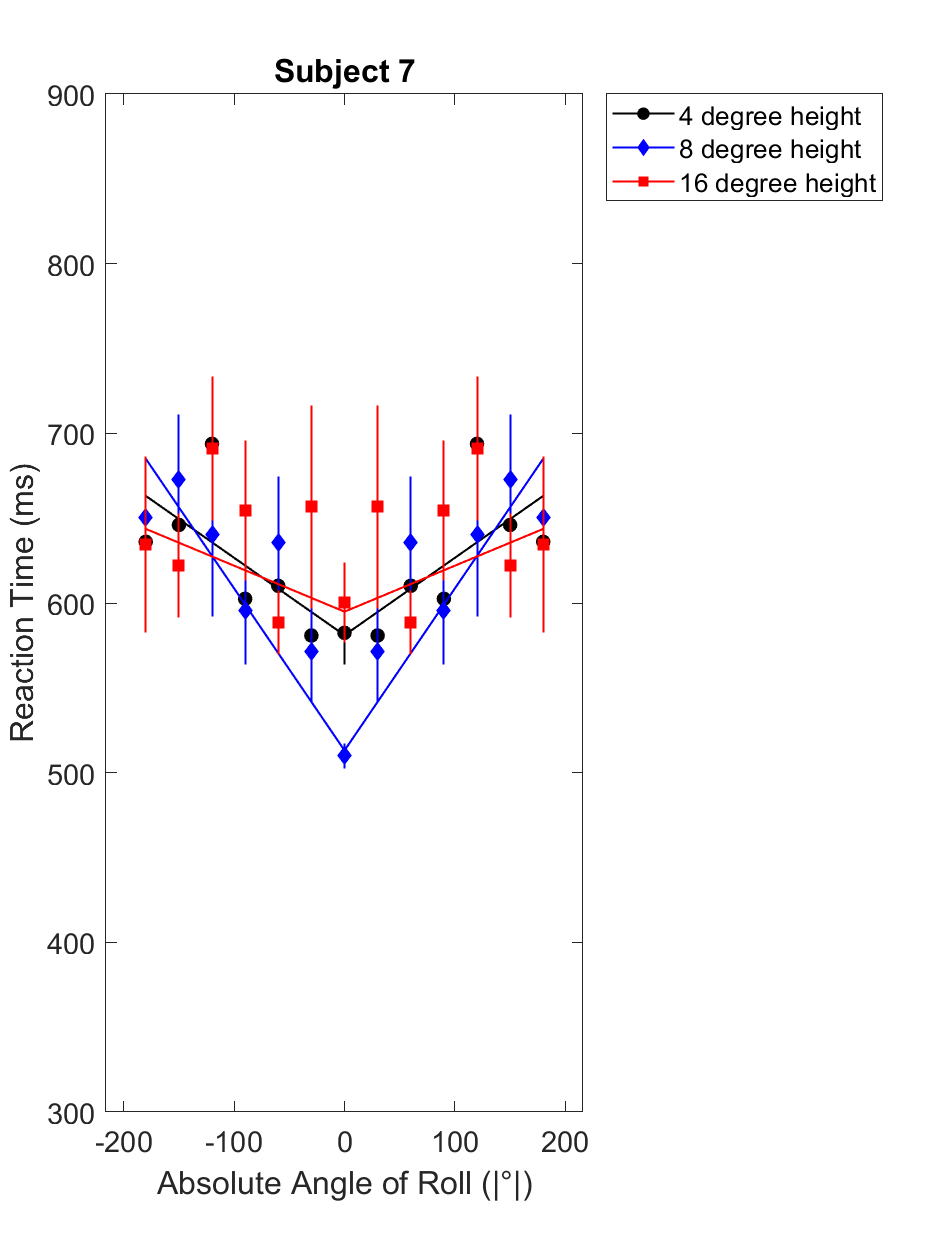 Subject 7
900
800
700
600
500
400
300
-200 -100 0 100 200
Reaction Time (ms)
Absolute Angle of Roll (|°|)
4 degree height
8 degree height
16 degree height